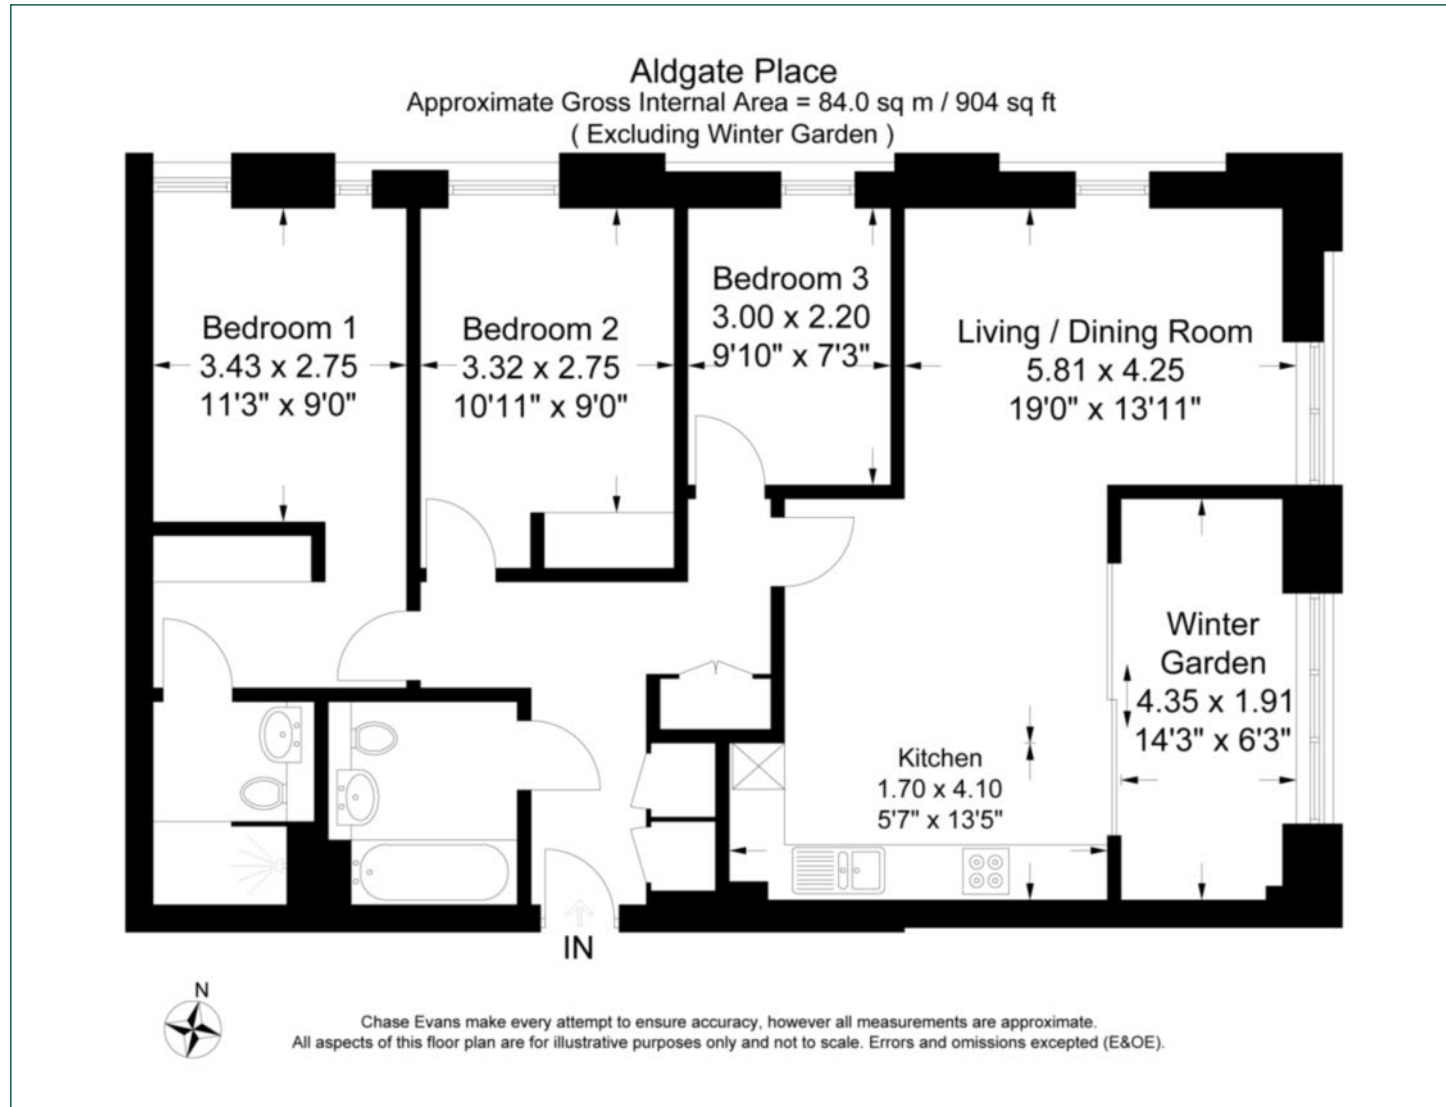 Aldgate Place
Approximate Gross Internal Area = 84.0 sq m / 904 sq ft
( Excluding Winter Garden )
Bedroom 1
3.43 x 2.75
11'3" x 9'0"
Bedroom 2
3.32 x 2.75
10'11" x 9'0"
Bedroom 3
3.00 x 2.20
9'10" x 7'3"
Living / Dining Room
5.81 x 4.25
19'0" x 13'11"
Winter
Garden
4.35 x 1.91
14'3" x 6'3"
Kitchen
1.70 x 4.10
5'7" x 13'5"
IN
N
Chase Evans make every attempt to ensure accuracy, however all measurements are approximate.
All aspects of this floor plan are for illustrative purposes only and not to scale. Errors and omissions excepted (E&OE).